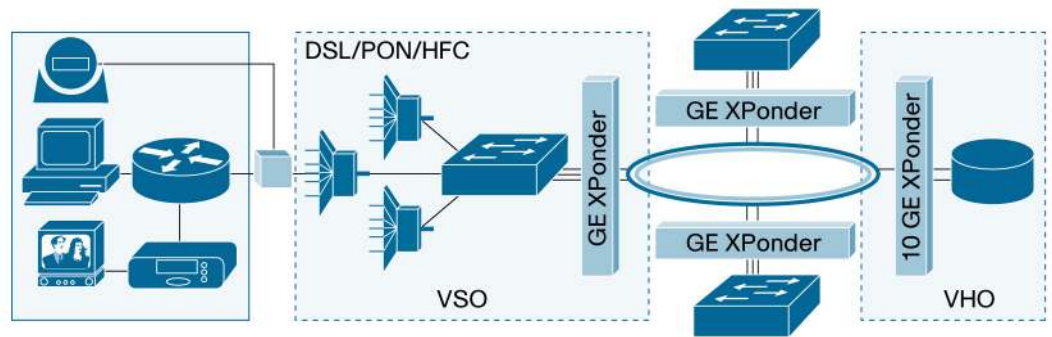 DSL/PON/HFC
GE XPonder
VSO
GE XPonder
GE XPonder
10 GE XPonder
VHO